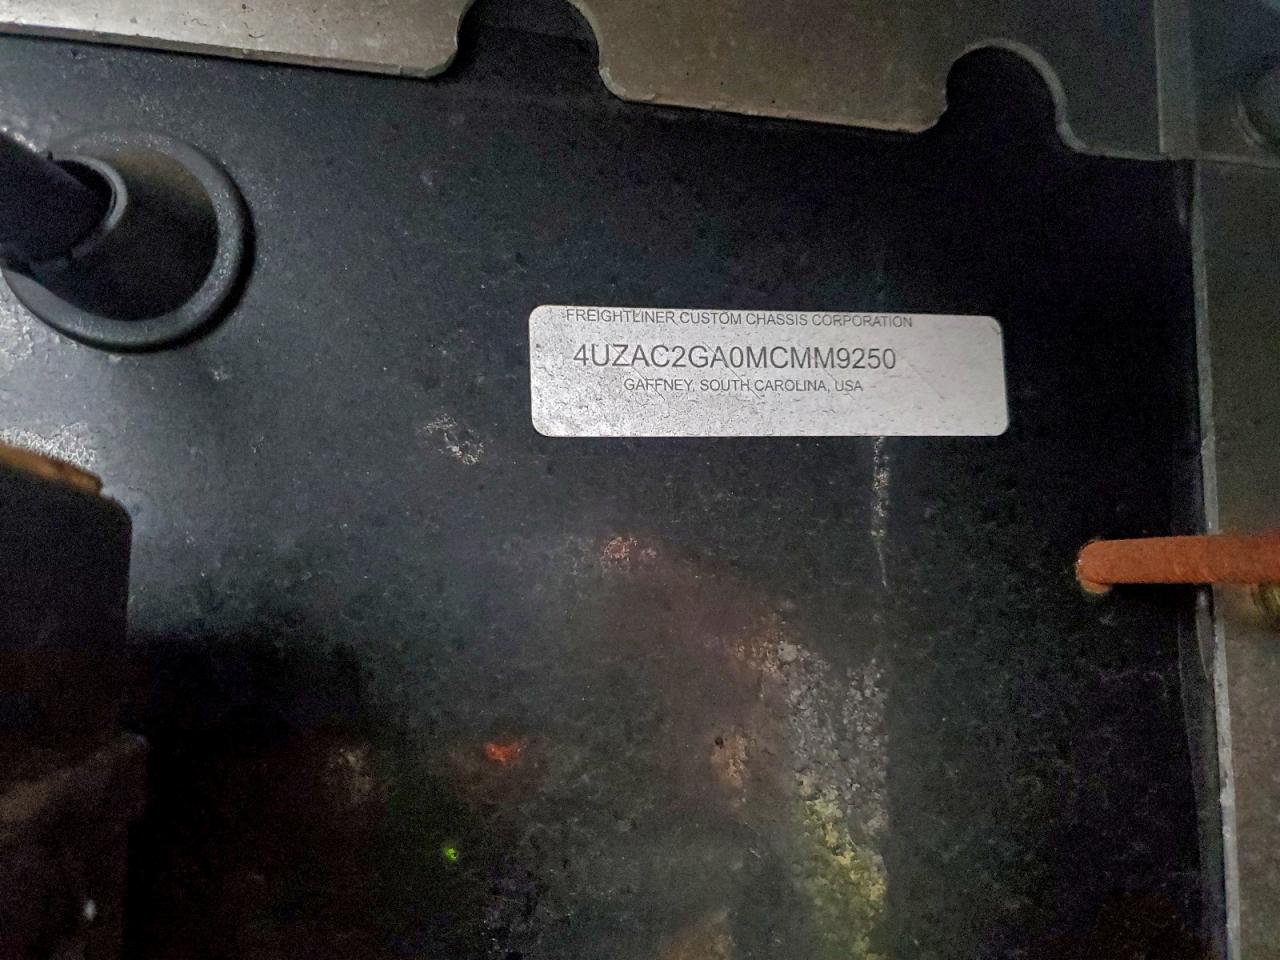 FREIGHTLINER CUSTOM CHASSIS CORPORATION
4UZAC2GA0MCMM9250
GAFFNEY, SOUTH CAROLINA, USA